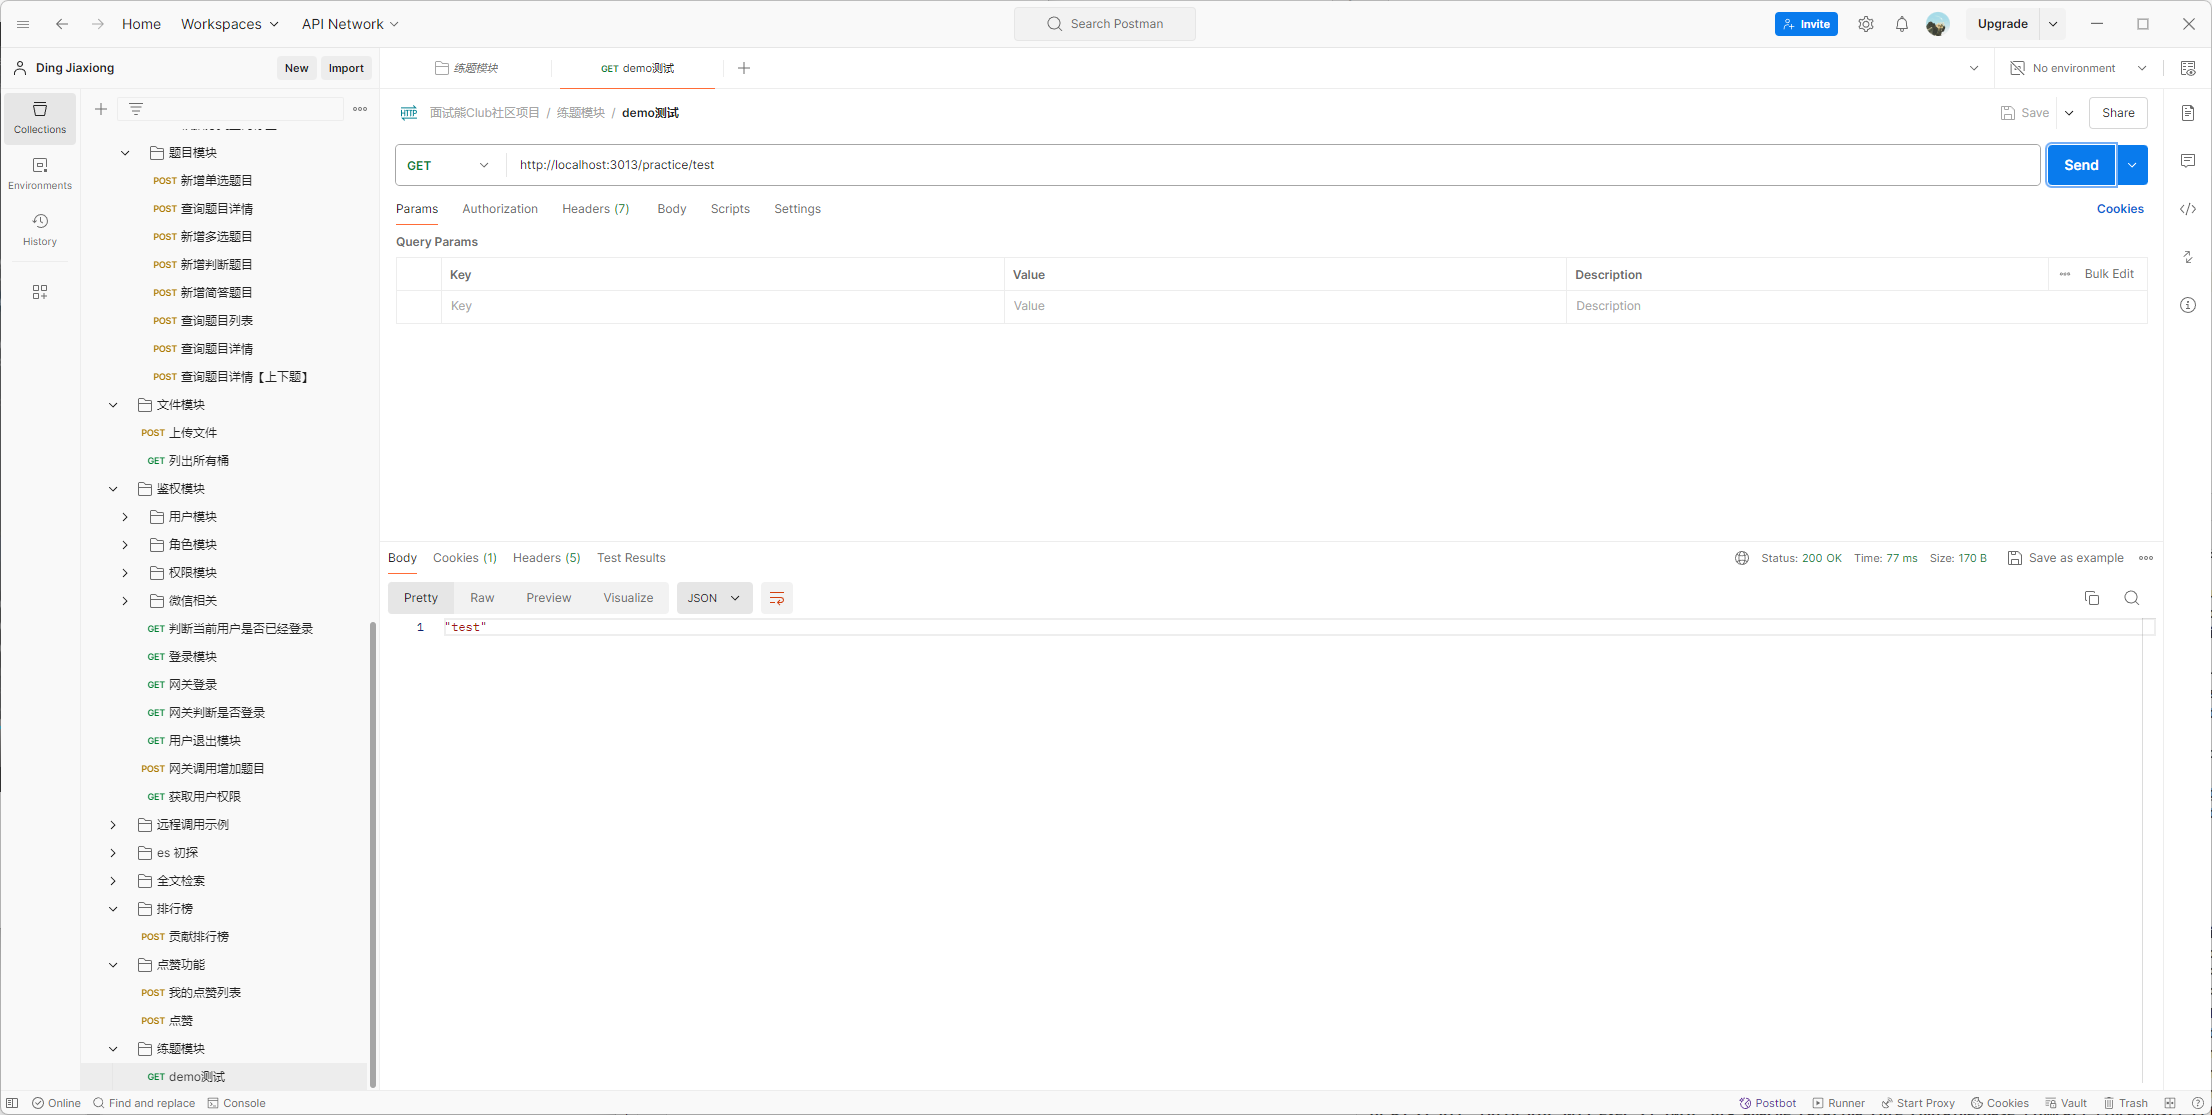 Home Workspaces API Network Search Postman Invite Upgrade
Ding Jiaxiong New Import 练题模块 GET demo测试 No environment
Collections
Environments
History
题目模块
POST 新增单选题目
POST 查询题目详情
POST 新增多选题目
POST 新增判断题目
POST 新增简答题目
POST 查询题目列表
POST 查询题目详情
POST 查询题目详情【上下题】
文件模块
POST 上传文件
GET 列出所有桶
鉴权模块
用户模块
角色模块
权限模块
微信相关
GET 判断当前用户是否已经登录
GET 登录模块
GET 网关登录
GET 网关判断是否登录
GET 用户退出模块
POST 网关调用增加题目
GET 获取用户权限
远程调用示例
es 初探
全文检索
排行榜
POST 贡献排行榜
点赞功能
POST 我的点赞列表
POST 点赞
练题模块
GET demo测试
HTTP 面试熊Club社区项目 / 练题模块 / demo测试 Save Share
GET http://localhost:3013/practice/test Send
Params Authorization Headers (7) Body Scripts Settings Cookies
Query Params
Key Value Description Bulk Edit
Key Value Description
Body Cookies (1) Headers (5) Test Results Status: 200 OK Time: 77 ms Size: 170 B Save as example
Pretty Raw Preview Visualize JSON
1 "test"
Online Find and replace Console Postbot Runner Start Proxy Cookies Vault Trash